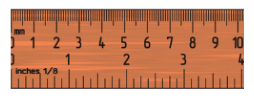 mm
0 1 2 3 4 5 6 7 8 9 10
0 1 2 3 4
inches, 1/8